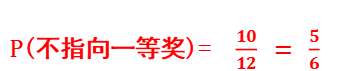 P(不指向一等奖)= 10/12 = 5/6